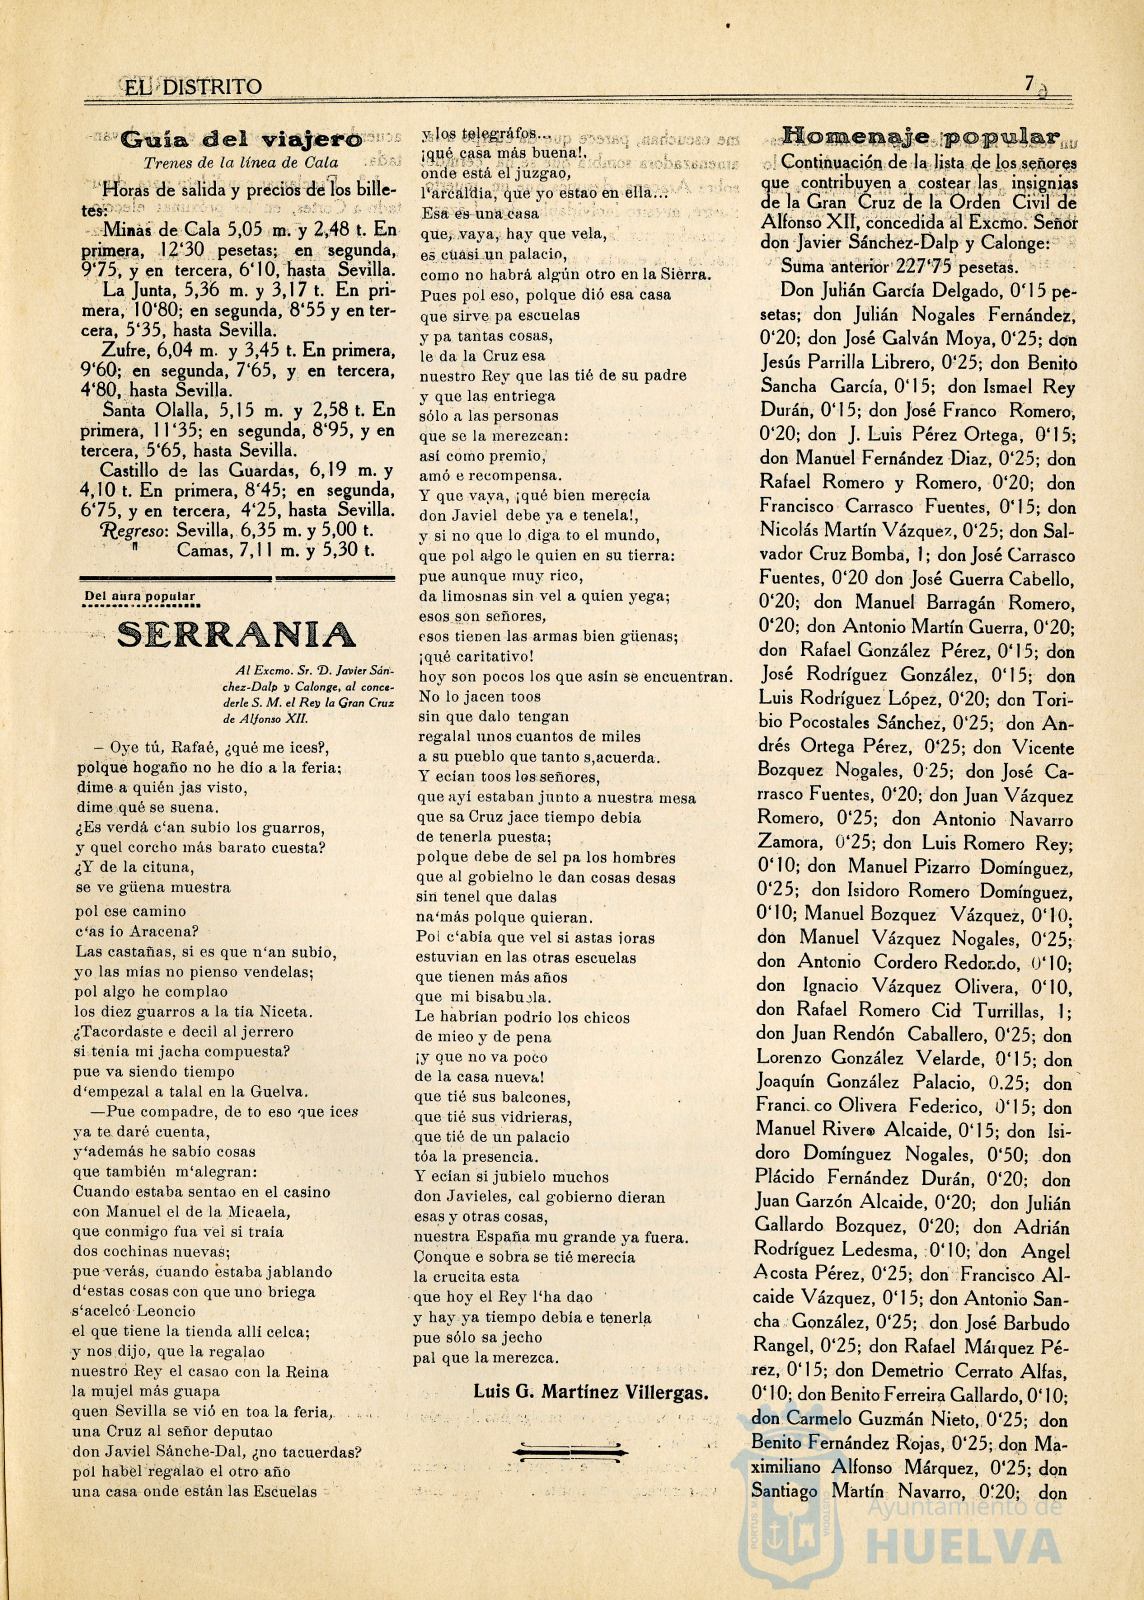 EL DISTRITO
7
Guía del viajero
Trenes de la línea de Cala
Horas de salida y precios de los bille-
tes:
Minas de Cala 5,05 m. y 2,48 t. En
primera, 12'30 pesetas; en segunda,
9'75, y en tercera, 6'10, hasta Sevilla.
La Junta, 5,36 m. y 3,17 t. En pri-
mera, 10'80; en segunda, 8'55 y en ter-
cera, 5'35, hasta Sevilla.
Zufre, 6,04 m. y 3,45 t. En primera,
9'60; en segunda, 7'65, y en tercera,
4'80, hasta Sevilla.
Santa Olalla, 5,15 m. y 2,58 t. En
primera, 11'35; en segunda, 8'95, y en
tercera, 5'65, hasta Sevilla.
Castillo de las Guardas, 6,19 m. y
4,10 t. En primera, 8'45; en segunda,
6'75, y en tercera, 4'25, hasta Sevilla.
Regreso: Sevilla, 6,35 m. y 5,00 t.
" Camas, 7,11 m. y 5,30 t.
Del aura popular
SERRANIA
Al Excmo. Sr. D. Javier Sán-
chez-Dalp y Calonge, al conce-
derle S. M. el Rey la Gran Cruz
de Alfonso XII.
– Oye tú, Rafaé, ¿qué me ices?,
polque hogaño no he dio a la feria;
dime a quién jas visto,
dime qué se suena.
¿Es verdá c'an subio los guarros,
y quel corcho más barato cuesta?
¿Y de la cituna,
se ve güena muestra
pol ese camino
c'as io Aracena?
Las castañas, si es que n'an subio,
yo las mías no pienso vendelas;
pol algo he complao
los diez guarros a la tía Niceta.
¿Tacordaste e decil al jerrero
si tenía mi jacha compuesta?
pue va siendo tiempo
d'empezal a talal en la Guelva.
—Pue compadre, de to eso que ices
ya te daré cuenta,
y'además he sabío cosas
que también m'alegran:
Cuando estaba sentao en el casino
con Manuel el de la Micaela,
que conmigo fua vel si traía
dos cochinas nuevas;
pue verás, cuando estaba jablando
d'estas cosas con que uno briega
s'acelcó Leoncio
el que tiene la tienda allí celca;
y nos dijo, que la regalao
nuestro Rey el casao con la Reina
la mujel más guapa
quen Sevilla se vió en toa la feria,
una Cruz al señor deputao
don Javiel Sánche-Dal, ¿no tacuerdas?
pol habel regalao el otro año
una casa onde están las Escuelas
y los telegráfos...
¡qué casa más buena!,
onde está el juzgao,
l'arcaldia, que yo estao en ella...
Esa es una casa
que, vaya, hay que vela,
es cuasi un palacio,
como no habrá algún otro en la Sierra.
Pues pol eso, polque dió esa casa
que sirve pa escuelas
y pa tantas cosas,
le da la Cruz esa
nuestro Rey que las tié de su padre
y que las entriega
sólo a las personas
que se la merezcan:
así como premio,
amó e recompensa.
Y que vaya, ¡qué bien merecía
don Javiel debe ya e tenela!,
y si no que lo diga to el mundo,
que pol algo le quien en su tierra:
pue aunque muy rico,
da limosnas sin vel a quien yega;
esos son señores,
esos tienen las armas bien güenas;
¡qué caritativo!
hoy son pocos los que asín se encuentran.
No lo jacen toos
sin que dalo tengan
regalal unos cuantos de miles
a su pueblo que tanto s,acuerda.
Y ecian toos los señores,
que ayí estaban junto a nuestra mesa
que sa Cruz jace tiempo debía
de tenerla puesta;
polque debe de sel pa los hombres
que al gobielno le dan cosas desas
sin tenel que dalas
na'más polque quieran.
Pol c'abía que vel si astas joras
estuvian en las otras escuelas
que tienen más años
que mi bisabuela.
Le habrían podrío los chicos
de mieo y de pena
¡y que no va poco
de la casa nueva!
que tié sus balcones,
que tié sus vidrieras,
que tié de un palacio
tóa la presencia.
Y ecian si jubielo muchos
don Javieles, cal gobierno dieran
esas y otras cosas,
nuestra España mu grande ya fuera.
Conque e sobra se tié merecía
la crucita esta
que hoy el Rey l'ha dao
y hay ya tiempo debía e tenerla
pue sólo sa jecho
pal que la merezca.
Luis G. Martínez Villergas.
Homenaje popular
Continuación de la lista de los señores
que contribuyen a costear las insignias
de la Gran Cruz de la Orden Civil de
Alfonso XII, concedida al Excmo. Señor
don Javier Sánchez-Dalp y Calonge:
Suma anterior 227'75 pesetas.
Don Julián García Delgado, 0'15 pe-
setas; don Julián Nogales Fernández,
0'20; don José Galván Moya, 0'25; don
Jesús Parrilla Librero, 0'25; don Benito
Sancha García, 0'15; don Ismael Rey
Durán, 0'15; don José Franco Romero,
0'20; don J. Luis Pérez Ortega, 0'15;
don Manuel Fernández Diaz, 0'25; don
Rafael Romero y Romero, 0'20; don
Francisco Carrasco Fuentes, 0'15; don
Nicolás Martín Vázquez, 0'25; don Sal-
vador Cruz Bomba, 1; don José Carrasco
Fuentes, 0'20 don José Guerra Cabello,
0'20; don Manuel Barragán Romero,
0'20; don Antonio Martín Guerra, 0'20;
don Rafael González Pérez, 0'15; don
José Rodríguez González, 0'15; don
Luis Rodríguez López, 0'20; don Tori-
bio Pocostales Sánchez, 0'25; don An-
drés Ortega Pérez, 0'25; don Vicente
Bozquez Nogales, 0'25; don José Ca-
rrasco Fuentes, 0'20; don Juan Vázquez
Romero, 0'25; don Antonio Navarro
Zamora, 0'25; don Luis Romero Rey;
0'10; don Manuel Pizarro Domínguez,
0'25; don Isidoro Romero Domínguez,
0'10; Manuel Bozquez Vázquez, 0'10;
don Manuel Vázquez Nogales, 0'25;
don Antonio Cordero Redondo, 0'10;
don Ignacio Vázquez Olivera, 0'10,
don Rafael Romero Cid Turrillas, 1;
don Juan Rendón Caballero, 0'25; don
Lorenzo González Velarde, 0'15; don
Joaquín González Palacio, 0.25; don
Francisco Olivera Federico, 0'15; don
Manuel Rivero Alcaide, 0'15; don Isi-
doro Domínguez Nogales, 0'50; don
Plácido Fernández Durán, 0'20; don
Juan Garzón Alcaide, 0'20; don Julián
Gallardo Bozquez, 0'20; don Adrián
Rodríguez Ledesma, 0'10; don Angel
Acosta Pérez, 0'25; don Francisco Al-
caide Vázquez, 0'15; don Antonio San-
cha González, 0'25; don José Barbudo
Rangel, 0'25; don Rafael Márquez Pé-
rez, 0'15; don Demetrio Cerrato Alfas,
0'10; don Benito Ferreira Gallardo, 0'10;
don Carmelo Guzmán Nieto, 0'25; don
Benito Fernández Rojas, 0'25; don Ma-
ximiliano Alfonso Márquez, 0'25; don
Santiago Martín Navarro, 0'20; don
Ayuntamiento de
HUELVA